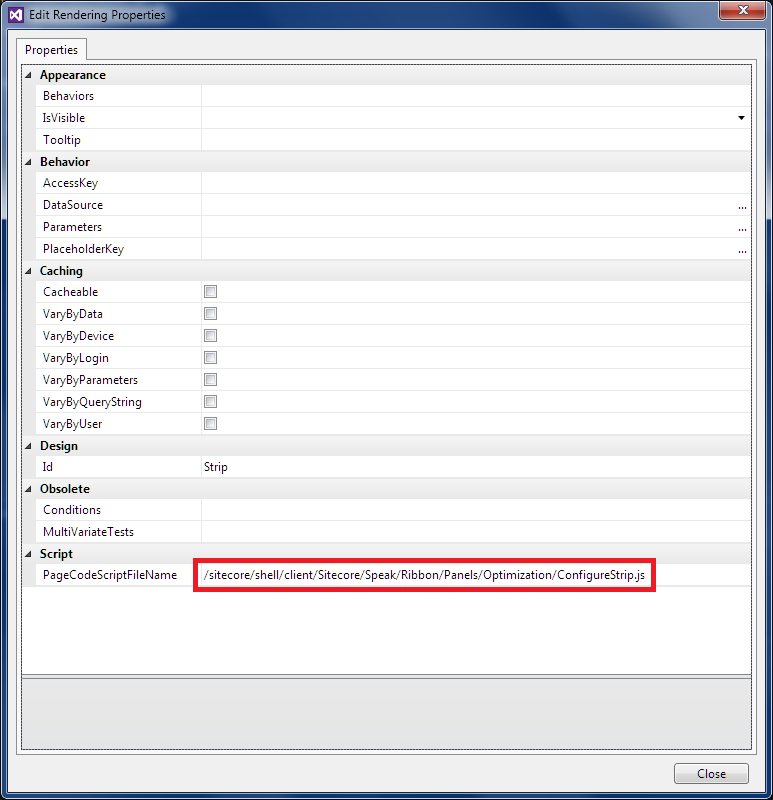 Edit Rendering Properties
Properties
Appearance
Behaviors
IsVisible
Tooltip
Behavior
AccessKey
DataSource ...
Parameters ...
PlaceholderKey ...
Caching
Cacheable
VaryByData
VaryByDevice
VaryByLogin
VaryByParameters
VaryByQueryString
VaryByUser
Design
Id Strip
Obsolete
Conditions
MultiVariateTests
Script
PageCodeScriptFileName /sitecore/shell/client/Sitecore/Speak/Ribbon/Panels/Optimization/ConfigureStrip.js
Close